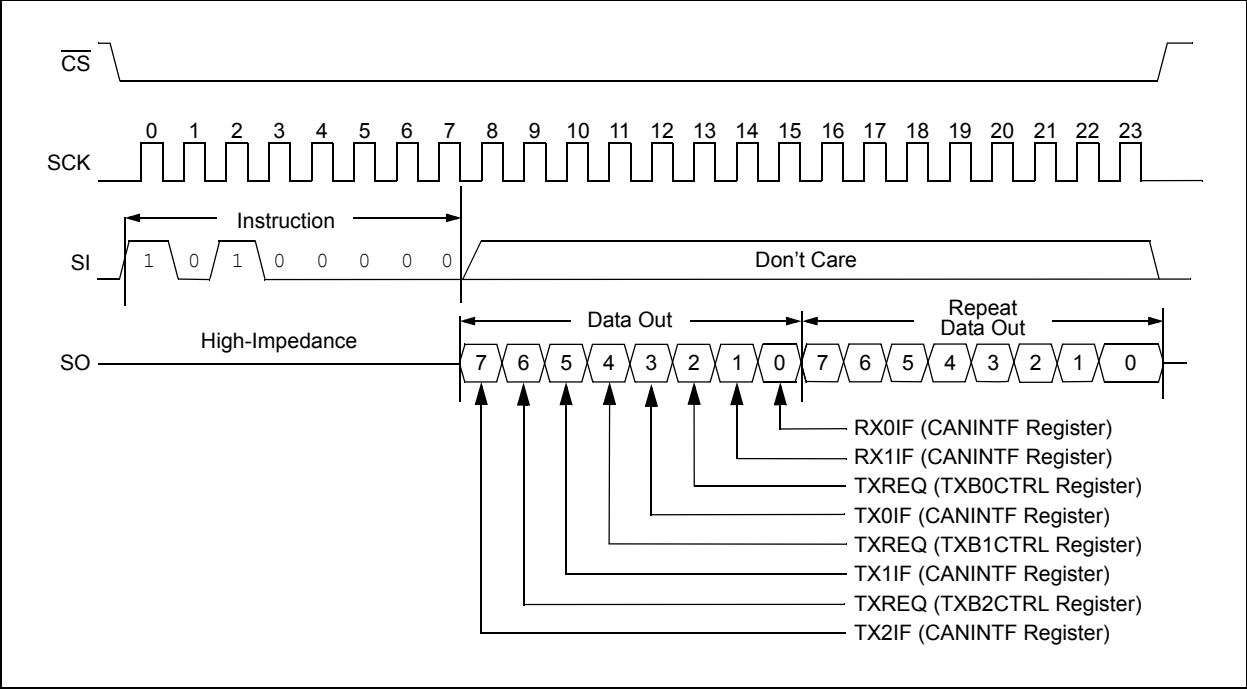 CS
0 1 2 3 4 5 6 7 8 9 10 11 12 13 14 15 16 17 18 19 20 21 22 23
SCK
Instruction
SI 1 0 1 0 0 0 0 0 Don't Care
Data Out
Repeat
Data Out
High-Impedance
SO 7 6 5 4 3 2 1 0 7 6 5 4 3 2 1 0
RX0IF (CANINTF Register)
RX1IF (CANINTF Register)
TXREQ (TXB0CTRL Register)
TX0IF (CANINTF Register)
TXREQ (TXB1CTRL Register)
TX1IF (CANINTF Register)
TXREQ (TXB2CTRL Register)
TX2IF (CANINTF Register)